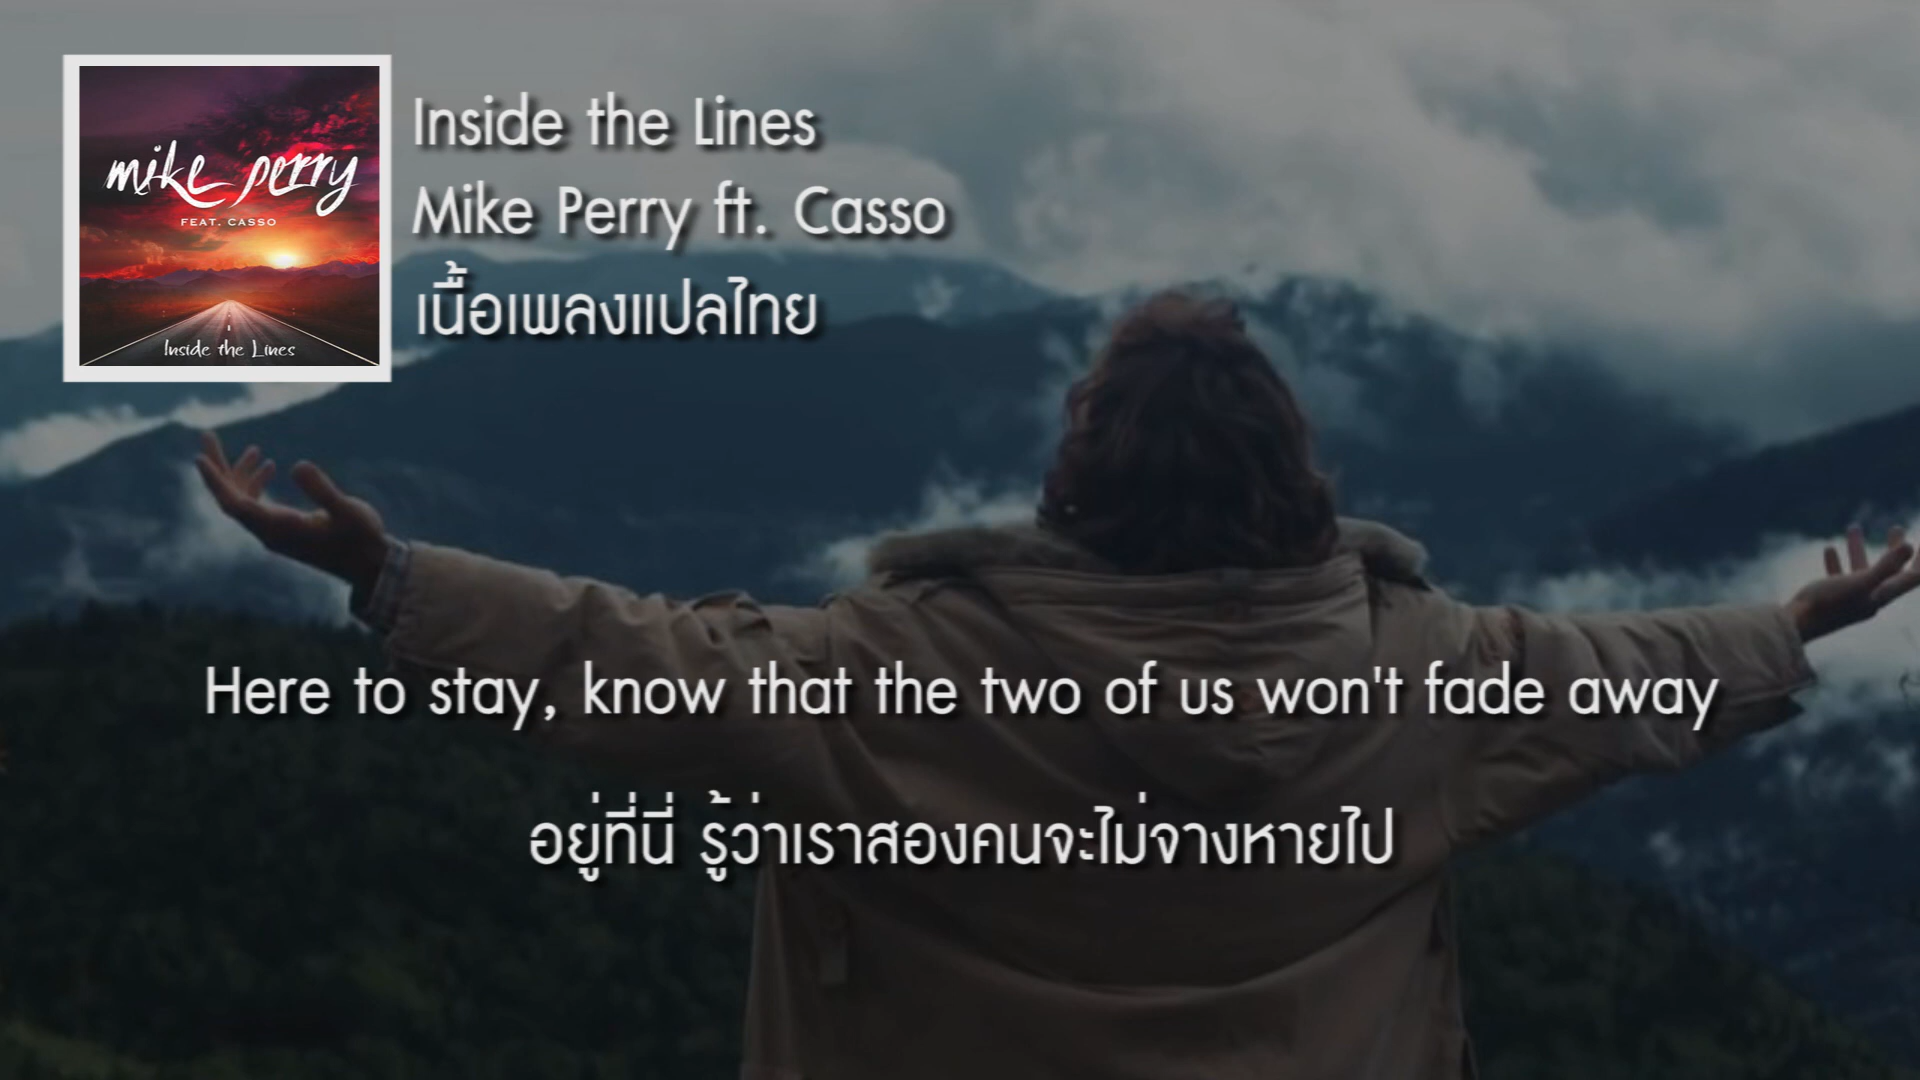 mike perry
FEAT. CASSO
Inside the Lines
Inside the Lines
Mike Perry ft. Casso
เนื้อเพลงแปลไทย
Here to stay, know that the two of us won't fade away
อยู่ที่นี่ รู้ว่าเราสองคนจะไม่จางหายไป